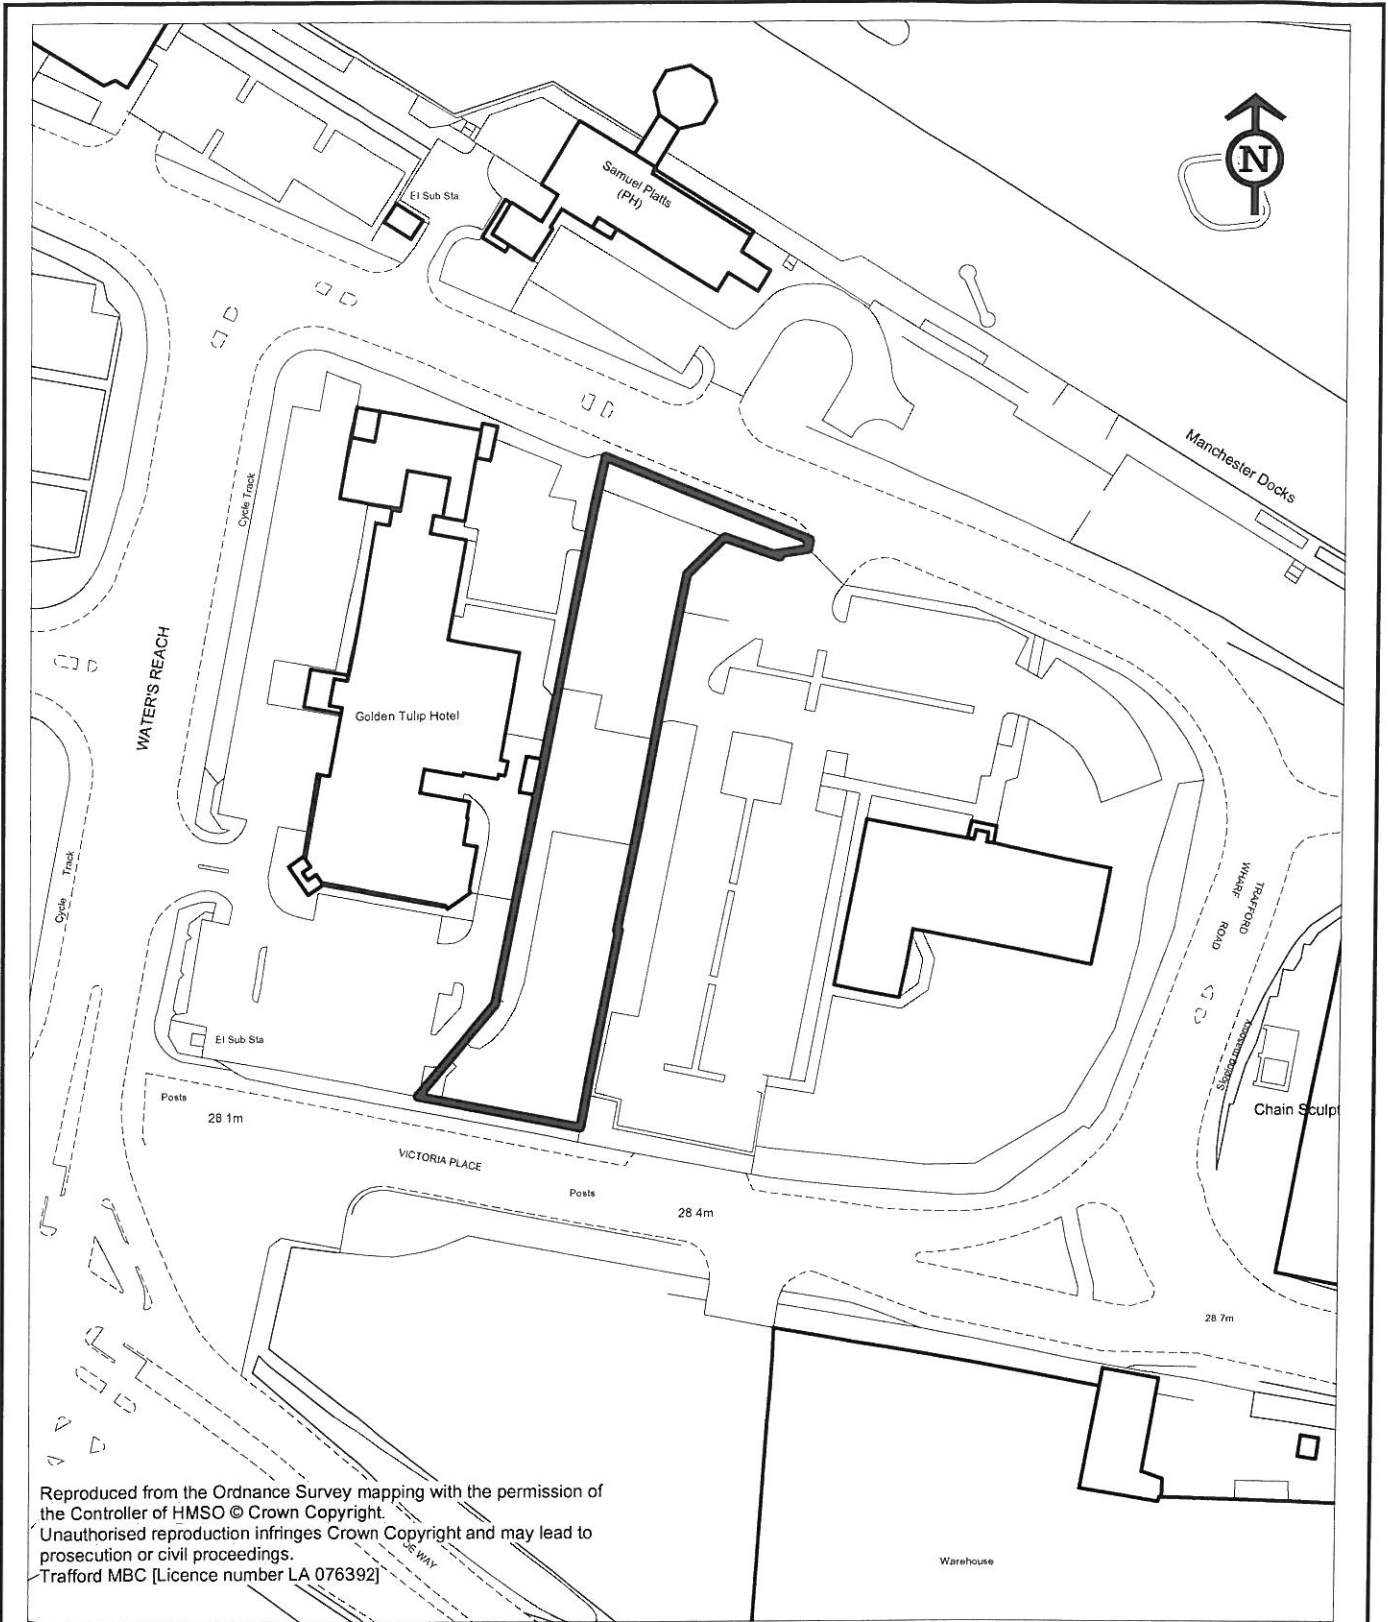 N
El Sub Sta
Samuel Platts
(PH)
Manchester Docks
Cycle Track
WATER'S REACH
Golden Tulip Hotel
Cycle Track
TRAFFORD
WHARF
ROAD
Sloping masonry
El Sub Sta
Posts
28 1m
Chain Sculpt
VICTORIA PLACE
Posts
28 4m
28 7m
Reproduced from the Ordnance Survey mapping with the permission of
the Controller of HMSO © Crown Copyright.
Unauthorised reproduction infringes Crown Copyright and may lead to
prosecution or civil proceedings.
Trafford MBC [Licence number LA 076392]
WAY
Warehouse